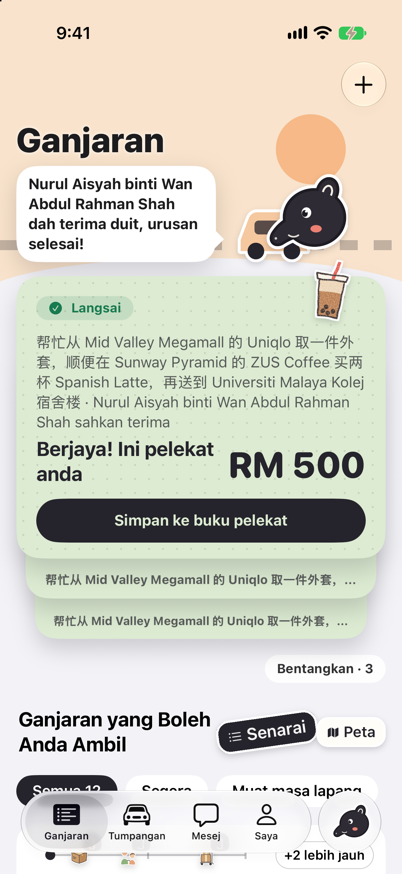 9:41
Ganjaran
Nurul Aisyah binti Wan
Abdul Rahman Shah
dah terima duit, urusan
selesai!
Langsai
帮忙从 Mid Valley Megamall 的 Uniqlo 取一件外
套，顺便在 Sunway Pyramid 的 ZUS Coffee 买两
杯 Spanish Latte，再送到 Universiti Malaya Kolej
宿舍楼 · Nurul Aisyah binti Wan Abdul Rahman
Shah sahkan terima
Berjaya! Ini pelekat
anda
RM 500
Simpan ke buku pelekat
帮忙从 Mid Valley Megamall 的 Uniqlo 取一件外套，...
帮忙从 Mid Valley Megamall 的 Uniqlo 取一件外套，...
Bentangkan · 3
Ganjaran yang Boleh
Anda Ambil
Senarai
Peta
Semua 12
Segera
Muat masa lapang
Ganjaran
Tumpangan
Mesej
Saya
+2 lebih jauh